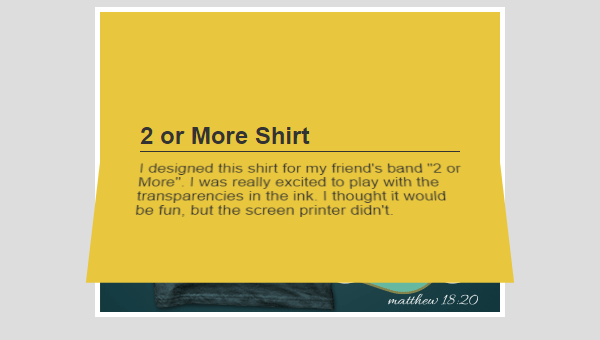 2 or More Shirt
I designed this shirt for my friend's band "2 or
More". I was really excited to play with the
transparencies in the ink. I thought it would
be fun, but the screen printer didn't.
matthew 18:20